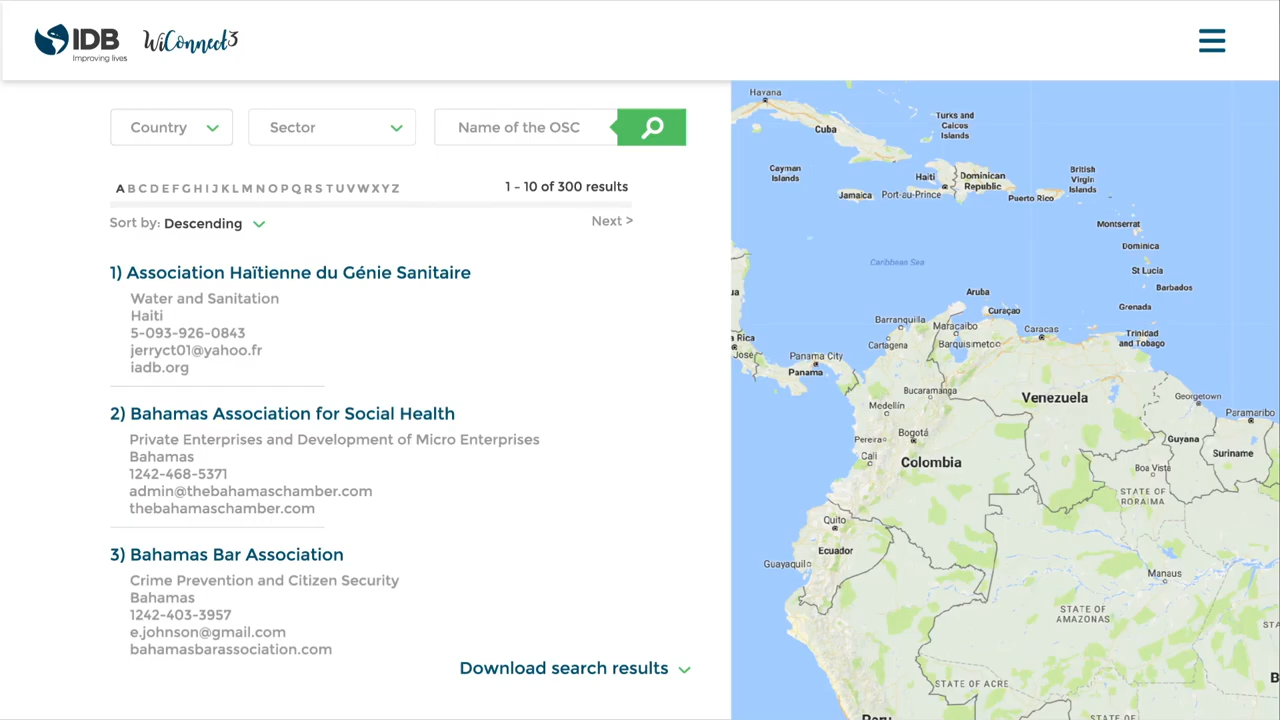 IDB
Improving lives
WiConnect3
Country
Sector
Name of the OSC
A B C D E F G H I J K L M N O P Q R S T U V W X Y Z
1 - 10 of 300 results
Sort by: Descending
Next >
1) Association Haïtienne du Génie Sanitaire
Water and Sanitation
Haiti
5-093-926-0843
jerryct01@yahoo.fr
iadb.org
2) Bahamas Association for Social Health
Private Enterprises and Development of Micro Enterprises
Bahamas
1242-468-5371
admin@thebahamaschamber.com
thebahamaschamber.com
3) Bahamas Bar Association
Crime Prevention and Citizen Security
Bahamas
1242-403-3957
e.johnson@gmail.com
bahamasbarassociation.com
Download search results
Havana
Cuba
Turks and
Caicos
Islands
Cayman
Islands
Haiti
Dominican
Republic
British
Virgin
Islands
Jamaica
Port-au-Prince
Puerto Rico
Montserrat
Dominica
Caribbean Sea
St Lucia
Barbados
Aruba
Curaçao
Grenada
Barranquilla
Maracaibo
Caracas
Trinidad
and Tobago
a Rica
José
Cartagena
Barquisimeto
Panama City
Panama
Bucaramanga
Venezuela
Georgetown
Medellín
Paramaribo
Pereira
Bogotá
Guyana
Cali
Colombia
Boa Vista
Suriname
STATE OF
RORAIMA
Quito
Ecuador
Guayaquil
Manaus
STATE OF
AMAZONAS
STA
STATE OF ACRE
B
Peru
STATE OF